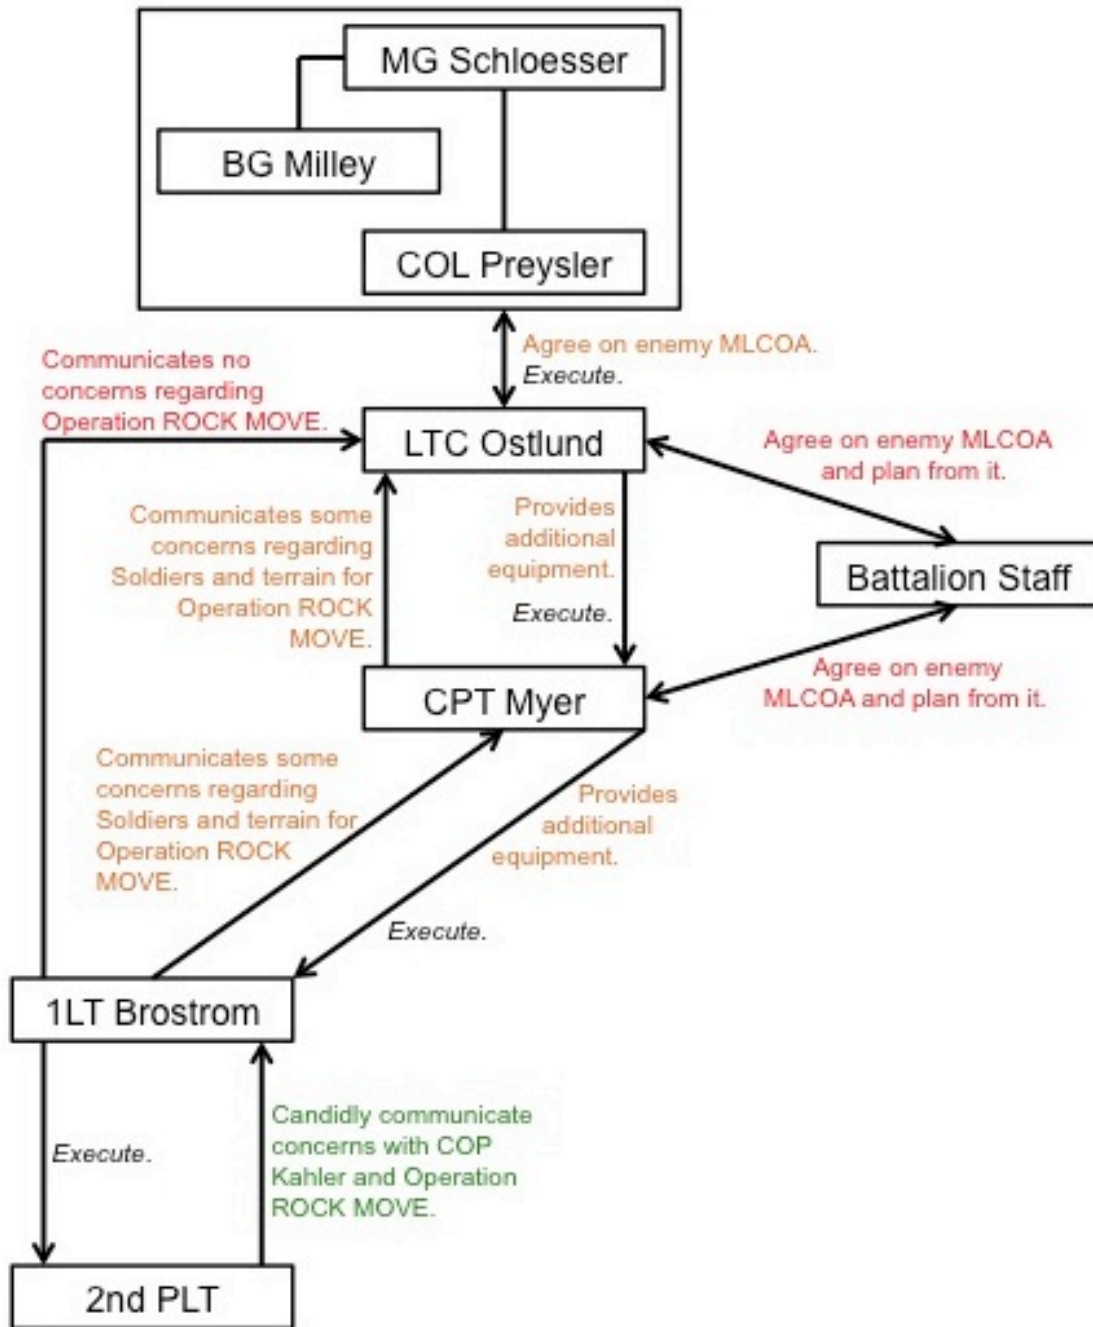 MG Schloesser
BG Milley
COL Preysler
Communicates no
concerns regarding
Operation ROCK MOVE.
Agree on enemy MLCOA.
Execute.
LTC Ostlund
Agree on enemy MLCOA
and plan from it.
Communicates some
concerns regarding
Soldiers and terrain for
Operation ROCK
MOVE.
Provides
additional
equipment.
Execute.
Battalion Staff
CPT Myer
Agree on enemy
MLCOA and plan from it.
Communicates some
concerns regarding
Soldiers and terrain for
Operation ROCK
MOVE.
Provides
additional
equipment.
Execute.
1LT Brostrom
Execute.
Candidly communicate
concerns with COP
Kahler and Operation
ROCK MOVE.
2nd PLT